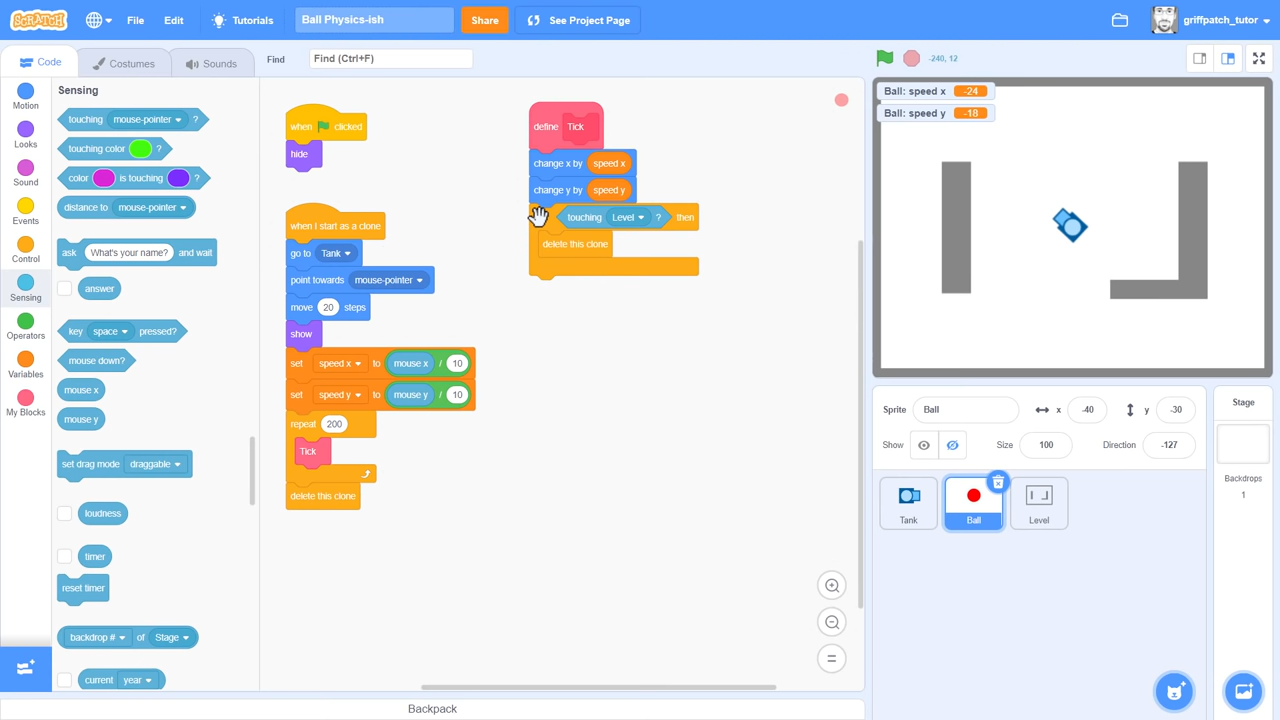 SCRATCH File Edit Tutorials Ball Physics-ish Share See Project Page griffpatch_tutor
Code Costumes Sounds Find Find (Ctrl+F) -240, 12
Motion
Looks
Sound
Events
Control
Sensing
Operators
Variables
My Blocks
Sensing
touching mouse-pointer ?
touching color ?
color is touching ?
distance to mouse-pointer
ask What's your name? and wait
answer
key space pressed?
mouse down?
mouse x
mouse y
set drag mode draggable
loudness
timer
reset timer
backdrop # of Stage
current year
when clicked
hide
when I start as a clone
go to Tank
point towards mouse-pointer
move 20 steps
show
set speed x to mouse x / 10
set speed y to mouse y / 10
repeat 200
Tick
delete this clone
define Tick
change x by speed x
change y by speed y
touching Level ? then
delete this clone
Ball: speed x -24
Ball: speed y -18
Sprite Ball x -40 y -30
Show Size 100 Direction -127
Tank
Ball
Level
Stage
Backdrops
1
Backpack